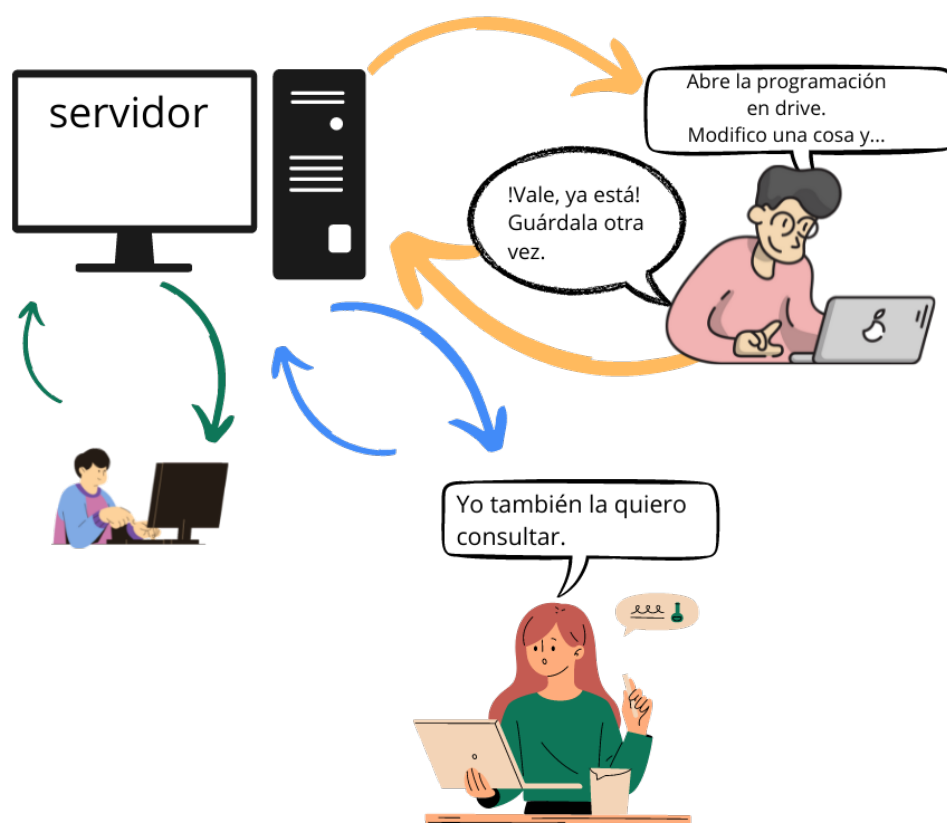 servidor
Abre la programación
en drive.
Modifico una cosa y...
!Vale, ya está!
Guárdala otra
vez.
Yo también la quiero
consultar.